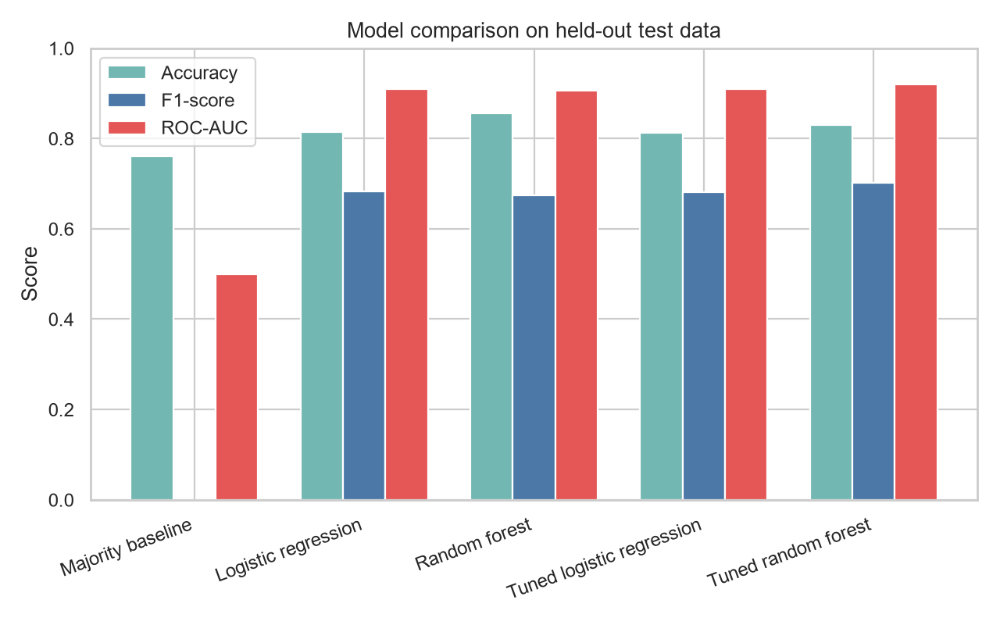 Model comparison on held-out test data
Accuracy
F1-score
ROC-AUC
Score
1.0
0.8
0.6
0.4
0.2
0.0
Majority baseline
Logistic regression
Random forest
Tuned logistic regression
Tuned random forest